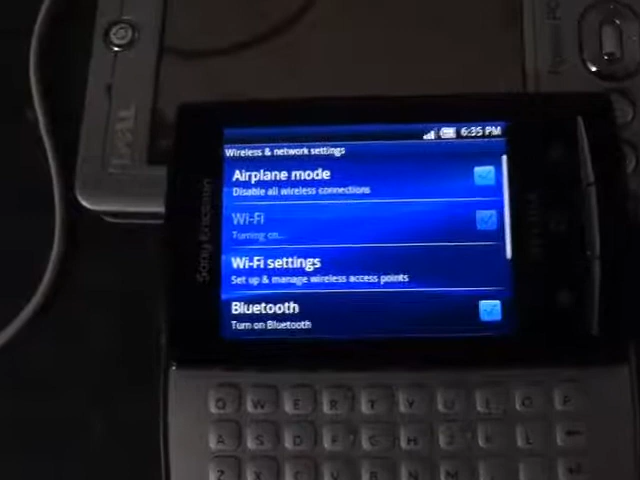 DELL
6:35 PM
Wireless & network settings
Airplane mode
Disable all wireless connections
Wi-Fi
Turning on...
Wi-Fi settings
Set up & manage wireless access points
Bluetooth
Turn on Bluetooth
Sony Ericsson
Q W E R T Y U I O P
A S D F G H J K L
Z X C V B N M